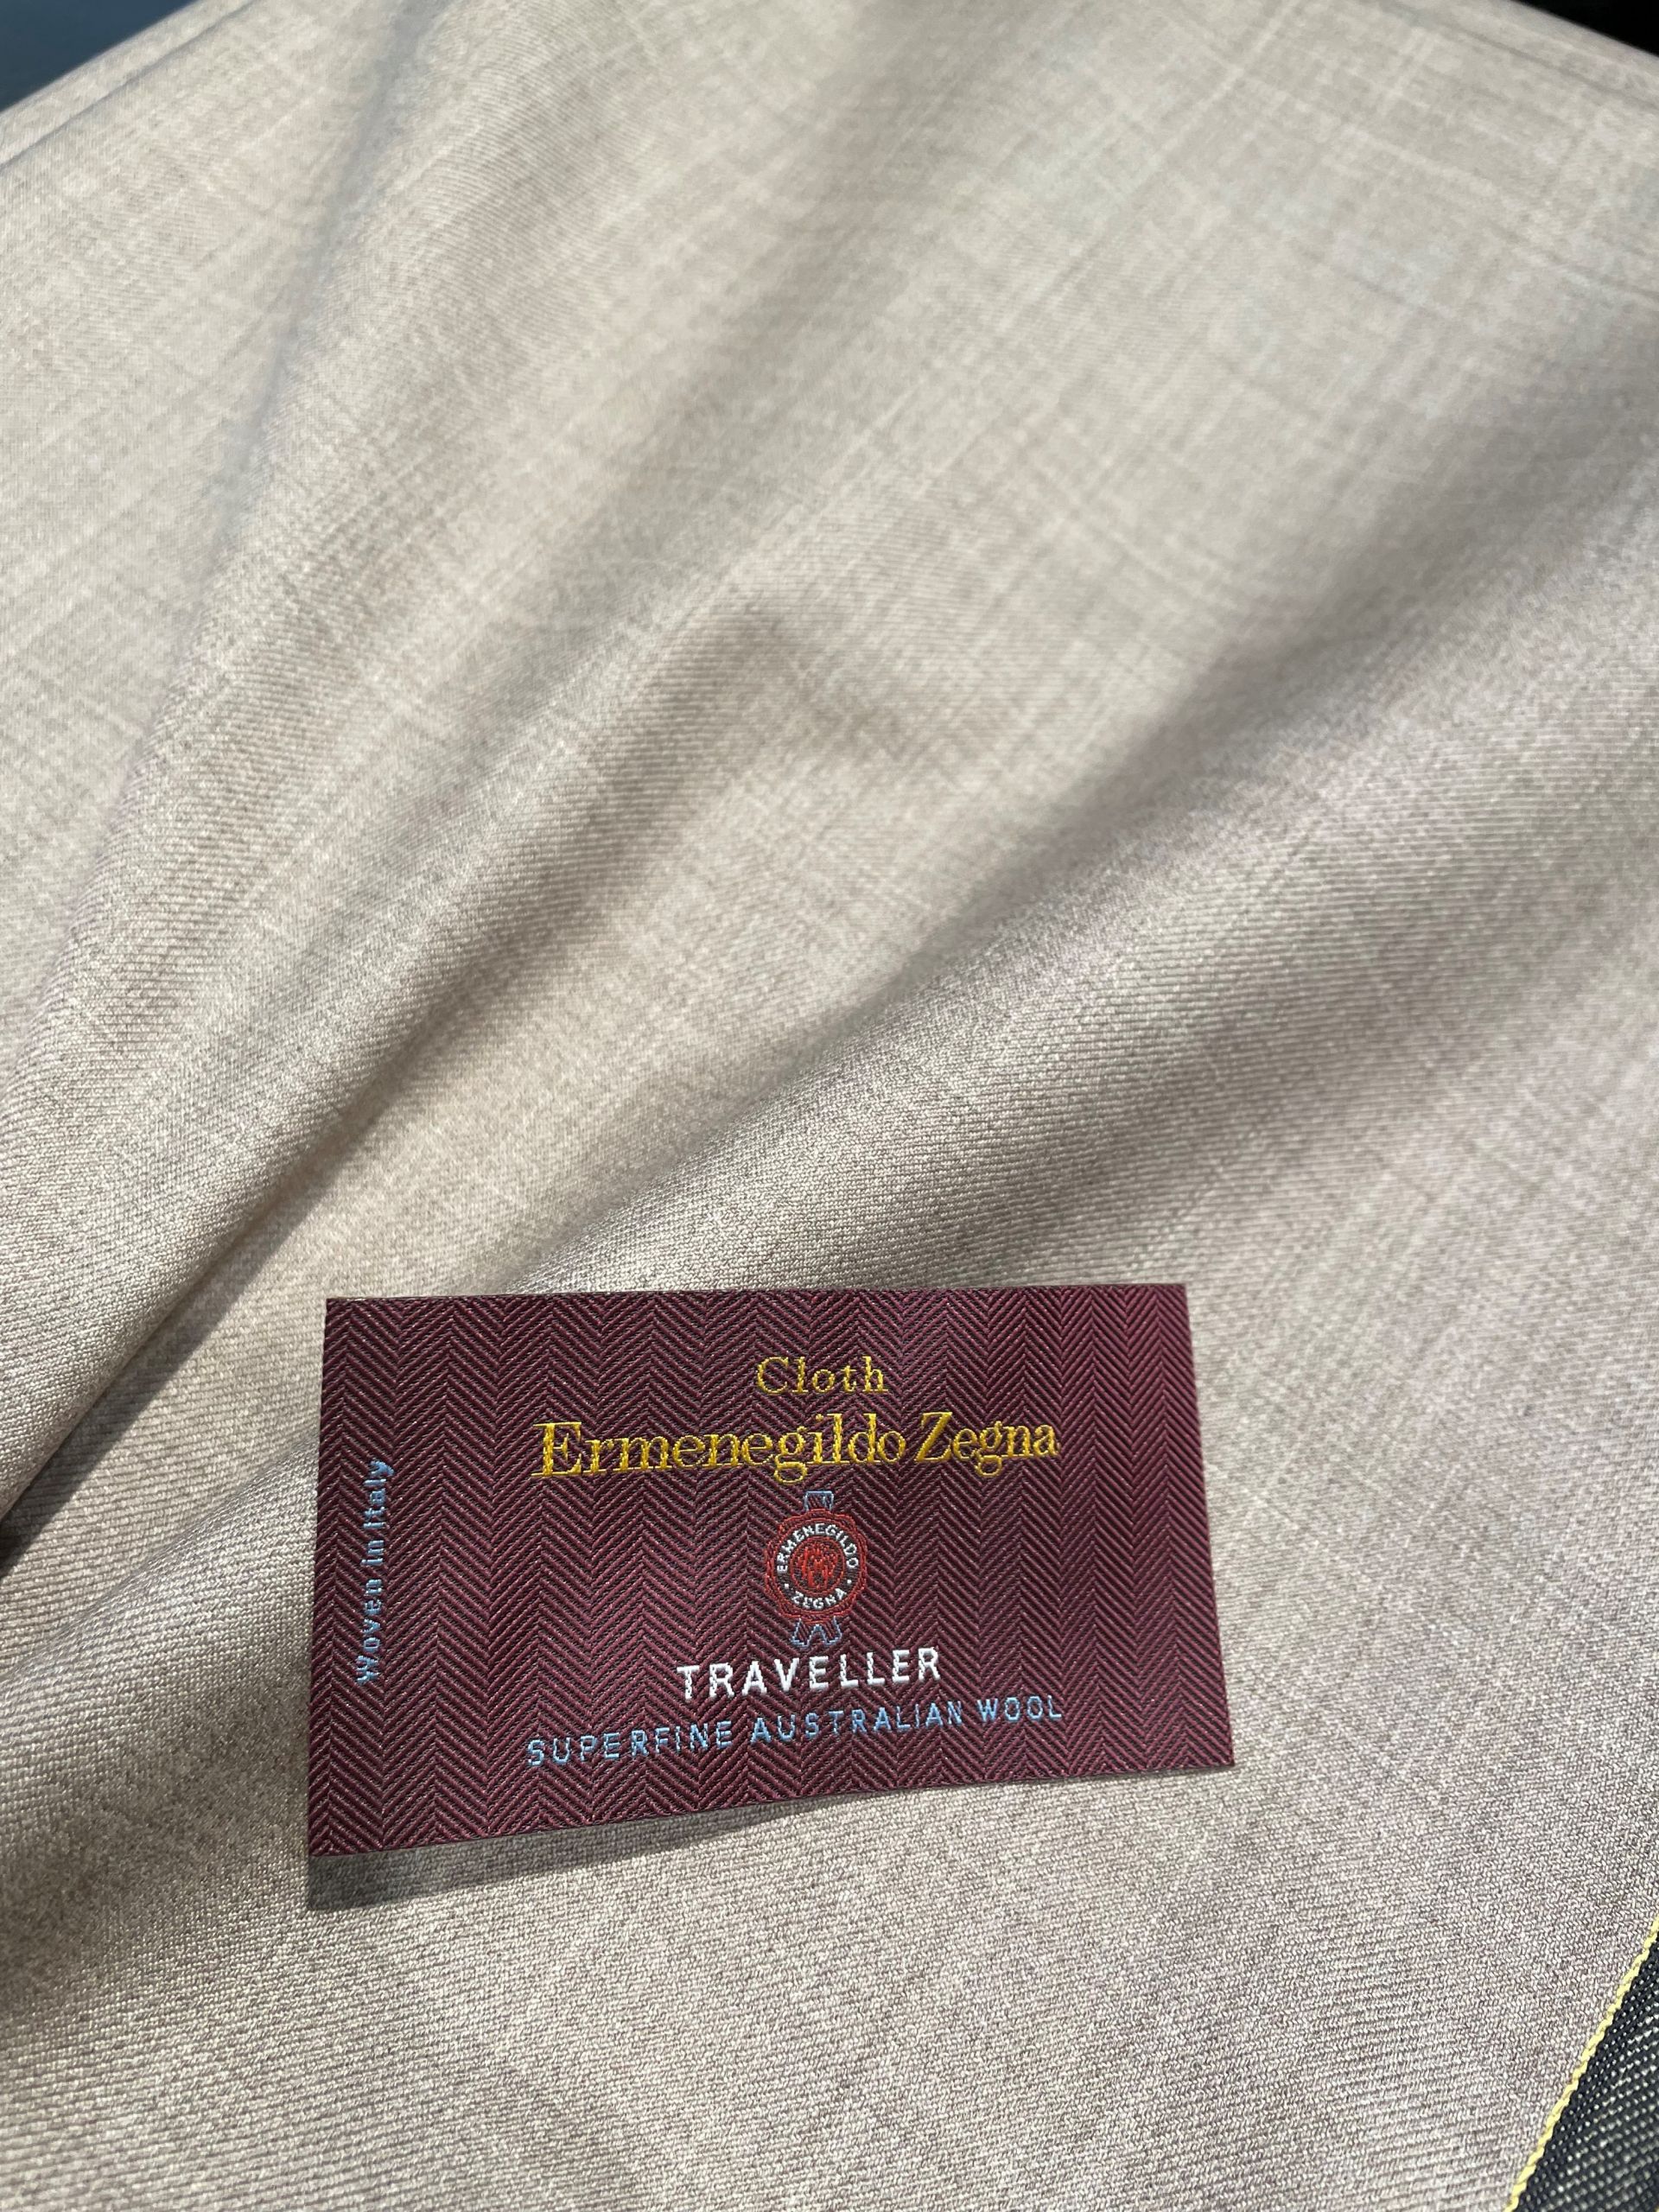 Cloth
Ermenegildo Zegna
ERMENEGILDO
ZEGNA
TRAVELLER
SUPERFINE AUSTRALIAN WOOL
Woven in Italy